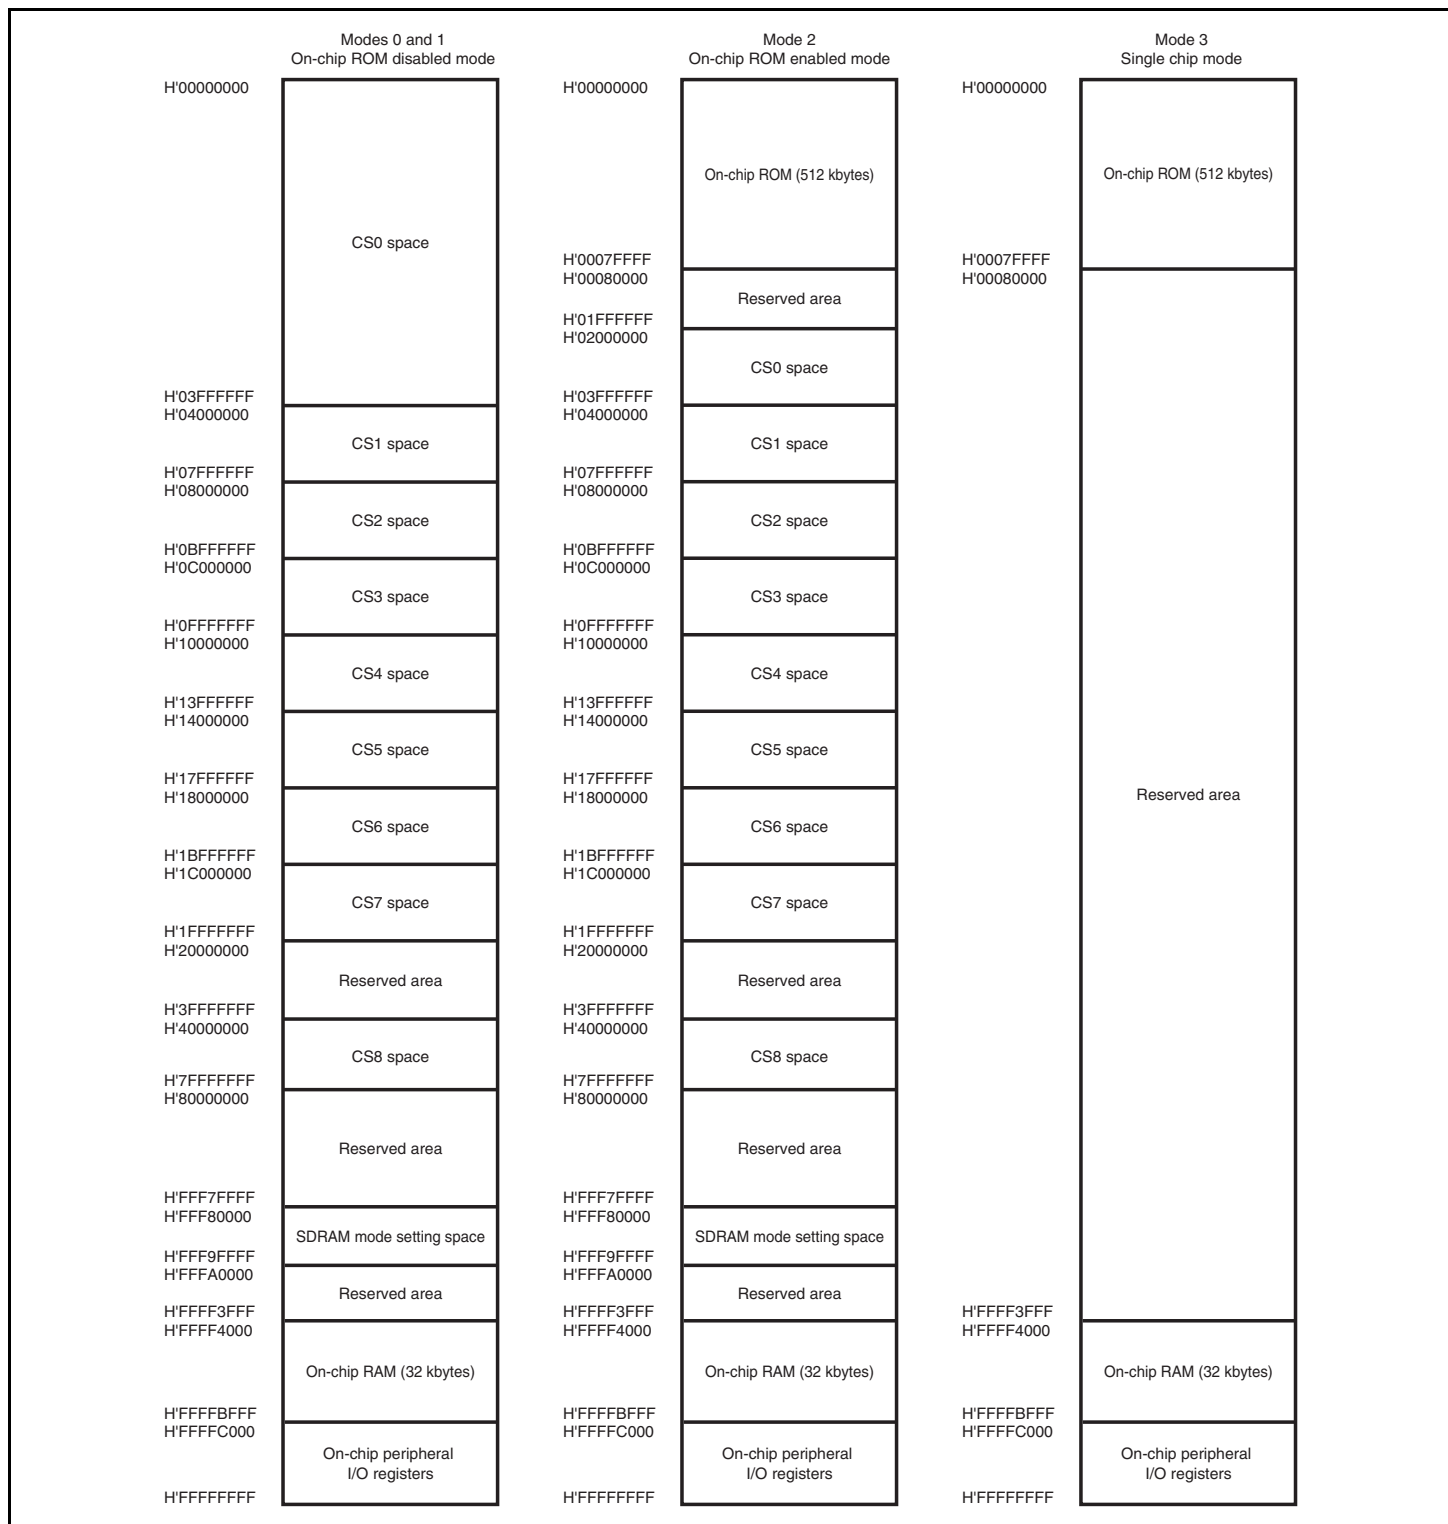 Modes 0 and 1
On-chip ROM disabled mode
H'00000000
CS0 space
H'03FFFFFF
H'04000000
CS1 space
H'07FFFFFF
H'08000000
CS2 space
H'0BFFFFFF
H'0C000000
CS3 space
H'0FFFFFFF
H'10000000
CS4 space
H'13FFFFFF
H'14000000
CS5 space
H'17FFFFFF
H'18000000
CS6 space
H'1BFFFFFF
H'1C000000
CS7 space
H'1FFFFFFF
H'20000000
Reserved area
H'3FFFFFFF
H'40000000
CS8 space
H'7FFFFFFF
H'80000000
Reserved area
H'FFF7FFFF
H'FFF80000
SDRAM mode setting space
H'FFF9FFFF
H'FFFA0000
Reserved area
H'FFFF3FFF
H'FFFF4000
On-chip RAM (32 kbytes)
H'FFFFBFFF
H'FFFFC000
On-chip peripheral
I/O registers
H'FFFFFFFF
Mode 2
On-chip ROM enabled mode
H'00000000
On-chip ROM (512 kbytes)
H'0007FFFF
H'00080000
Reserved area
H'01FFFFFF
H'02000000
CS0 space
H'03FFFFFF
H'04000000
CS1 space
H'07FFFFFF
H'08000000
CS2 space
H'0BFFFFFF
H'0C000000
CS3 space
H'0FFFFFFF
H'10000000
CS4 space
H'13FFFFFF
H'14000000
CS5 space
H'17FFFFFF
H'18000000
CS6 space
H'1BFFFFFF
H'1C000000
CS7 space
H'1FFFFFFF
H'20000000
Reserved area
H'3FFFFFFF
H'40000000
CS8 space
H'7FFFFFFF
H'80000000
Reserved area
H'FFF7FFFF
H'FFF80000
SDRAM mode setting space
H'FFF9FFFF
H'FFFA0000
Reserved area
H'FFFF3FFF
H'FFFF4000
On-chip RAM (32 kbytes)
H'FFFFBFFF
H'FFFFC000
On-chip peripheral
I/O registers
H'FFFFFFFF
Mode 3
Single chip mode
H'00000000
On-chip ROM (512 kbytes)
H'0007FFFF
H'00080000
Reserved area
H'FFFF3FFF
H'FFFF4000
On-chip RAM (32 kbytes)
H'FFFFBFFF
H'FFFFC000
On-chip peripheral
I/O registers
H'FFFFFFFF